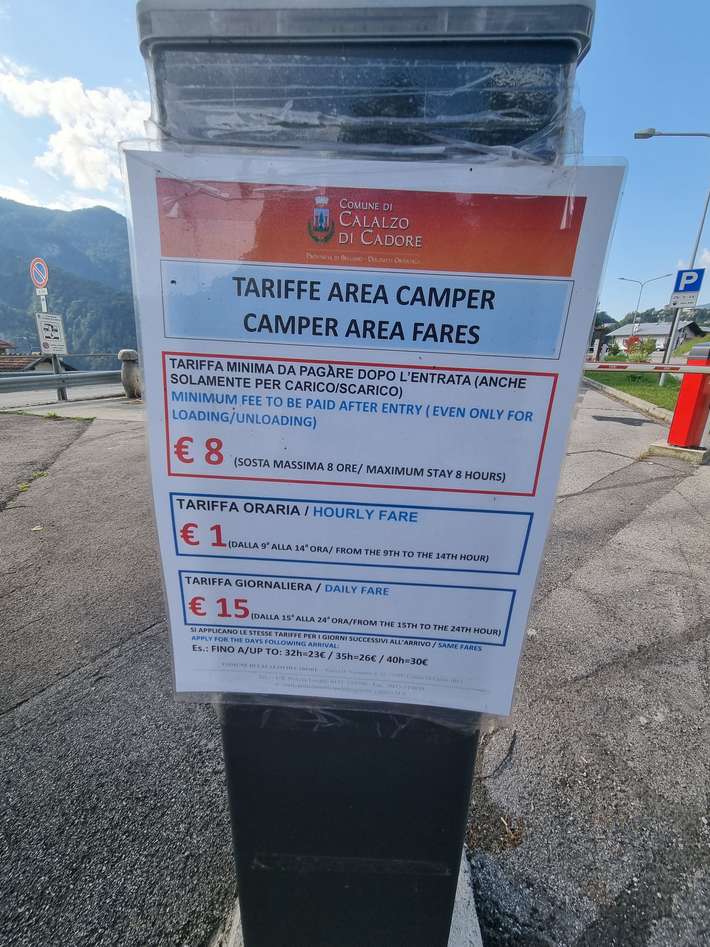 COMUNE DI
CALALZO
DI CADORE
PROVINCIA DI BELLUNO - DOLOMITI
TARIFFE AREA CAMPER
CAMPER AREA FARES
TARIFFA MINIMA DA PAGARE DOPO L'ENTRATA (ANCHE
SOLAMENTE PER CARICO/SCARICO)
MINIMUM FEE TO BE PAID AFTER ENTRY ( EVEN ONLY FOR
LOADING/UNLOADING)
€ 8 (SOSTA MASSIMA 8 ORE/ MAXIMUM STAY 8 HOURS)
TARIFFA ORARIA / HOURLY FARE
€ 1 (DALLA 9° ALLA 14° ORA/ FROM THE 9TH TO THE 14TH HOUR)
TARIFFA GIORNALIERA / DAILY FARE
€ 15 (DALLA 15° ALLA 24° ORA/FROM THE 15TH TO THE 24TH HOUR)
SI APPLICANO LE STESSE TARIFFE PER I GIORNI SUCCESSIVI ALL'ARRIVO / SAME FARES
APPLY FOR THE DAYS FOLLOWING ARRIVAL:
Es.: FINO A/UP TO: 32h=23€ / 35h=26€ / 40h=30€
P